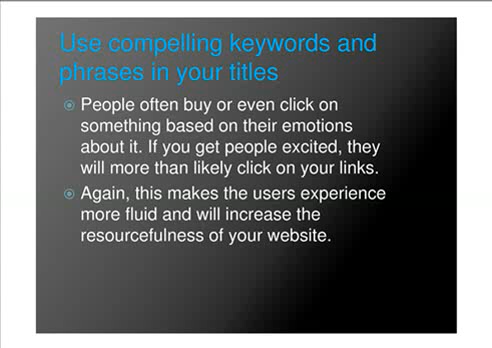 Use compelling keywords and
phrases in your titles
People often buy or even click on
something based on their emotions
about it. If you get people excited, they
will more than likely click on your links.
Again, this makes the users experience
more fluid and will increase the
resourcefulness of your website.